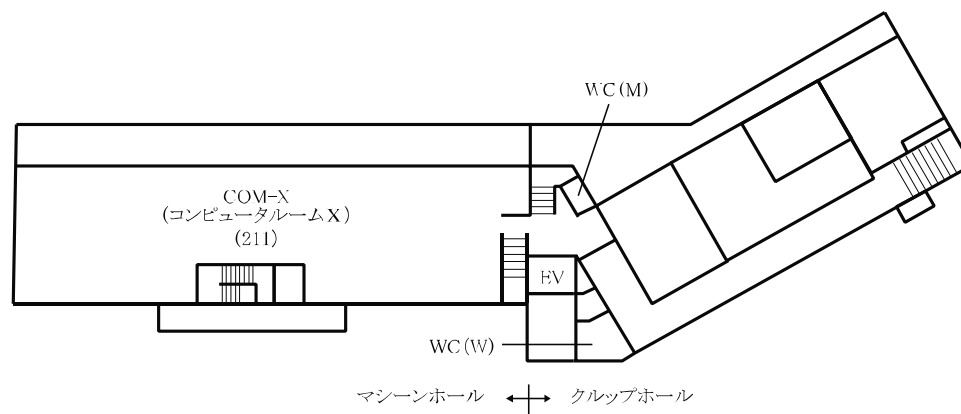 WC(M)
COM-X
(コンピュータルームX)
(211)
EV
WC(W)
マシーンホール
クルップホール